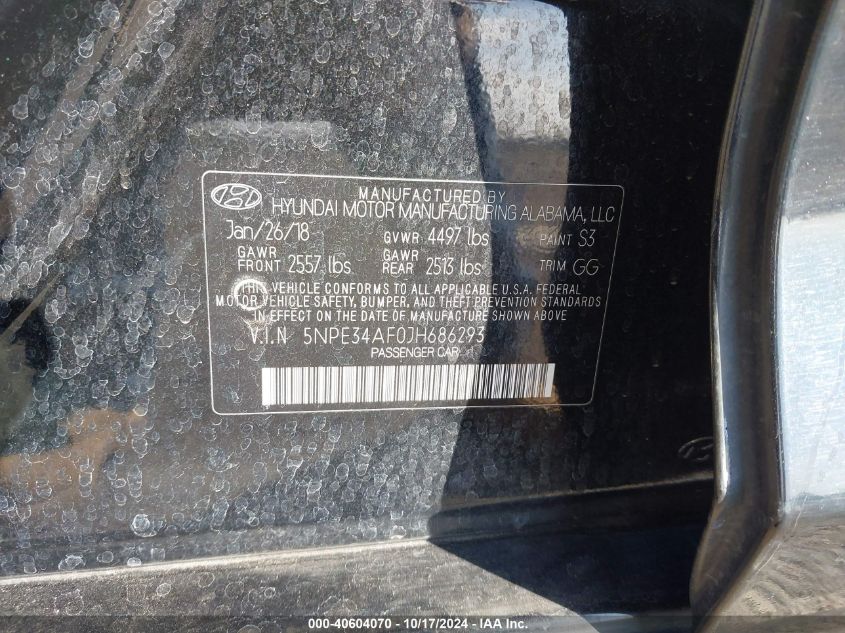 MANUFACTURED BY
HYUNDAI MOTOR MANUFACTURING ALABAMA, LLC
Jan/26/18 GVWR 4497 lbs PAINT S3
GAWR FRONT 2557 lbs. GAWR REAR 2513 lbs TRIM GG
THIS VEHICLE CONFORMS TO ALL APPLICABLE U.S.A. FEDERAL
MOTOR VEHICLE SAFETY, BUMPER, AND THEFT PREVENTION STANDARDS
IN EFFECT ON THE DATE OF MANUFACTURE SHOWN ABOVE
V.I.N 5NPE34AF0JH686293
PASSENGER CAR
000-40604070 - 10/17/2024 - IAA Inc.